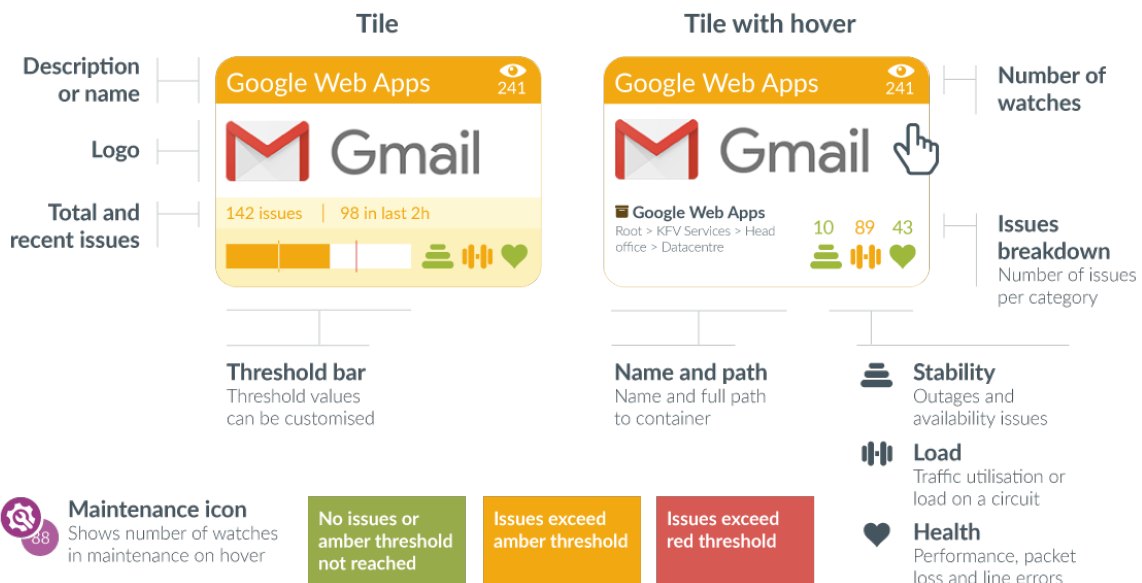 Tile
Tile with hover
Description
or name
Google Web Apps
241
Google Web Apps
241
Number of
watches
Logo
Gmail
Gmail
Total and
recent issues
142 issues | 98 in last 2h
Google Web Apps
Root > KFV Services > Head
office > Datacentre
10 89 43
Issues
breakdown
Number of issues
per category
Threshold bar
Threshold values
can be customised
Name and path
Name and full path
to container
Stability
Outages and
availability issues
Load
Traffic utilisation or
load on a circuit
Health
Performance, packet
loss and line errors
88
Maintenance icon
Shows number of watches
in maintenance on hover
No issues or
amber threshold
not reached
Issues exceed
amber threshold
Issues exceed
red threshold